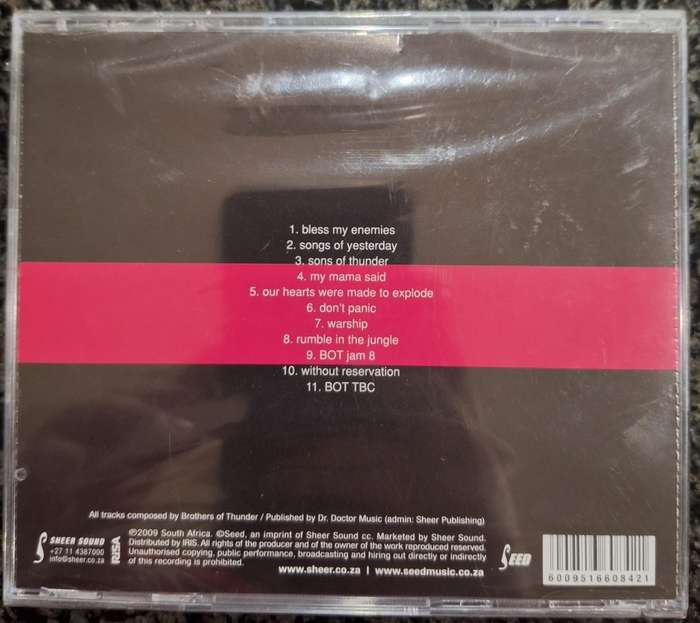 1. bless my enemies
2. songs of yesterday
3. sons of thunder
4. my mama said
5. our hearts were made to explode
6. don't panic
7. warship
8. rumble in the jungle
9. BOT jam 8
10. without reservation
11. BOT TBC
All tracks composed by Brothers of Thunder / Published by Dr. Doctor Music (admin: Sheer Publishing)
SHEER SOUND
+27 11 4387000
info@sheer.co.za
RISA
℗2009 South Africa. ©Seed, an imprint of Sheer Sound cc. Marketed by Sheer Sound.
Distributed by IRIS. All rights of the producer and of the owner of the work reproduced reserved.
Unauthorised copying, public performance, broadcasting and hiring out directly or indirectly
of this recording is prohibited.
www.sheer.co.za | www.seedmusic.co.za
SEED
6009516608421